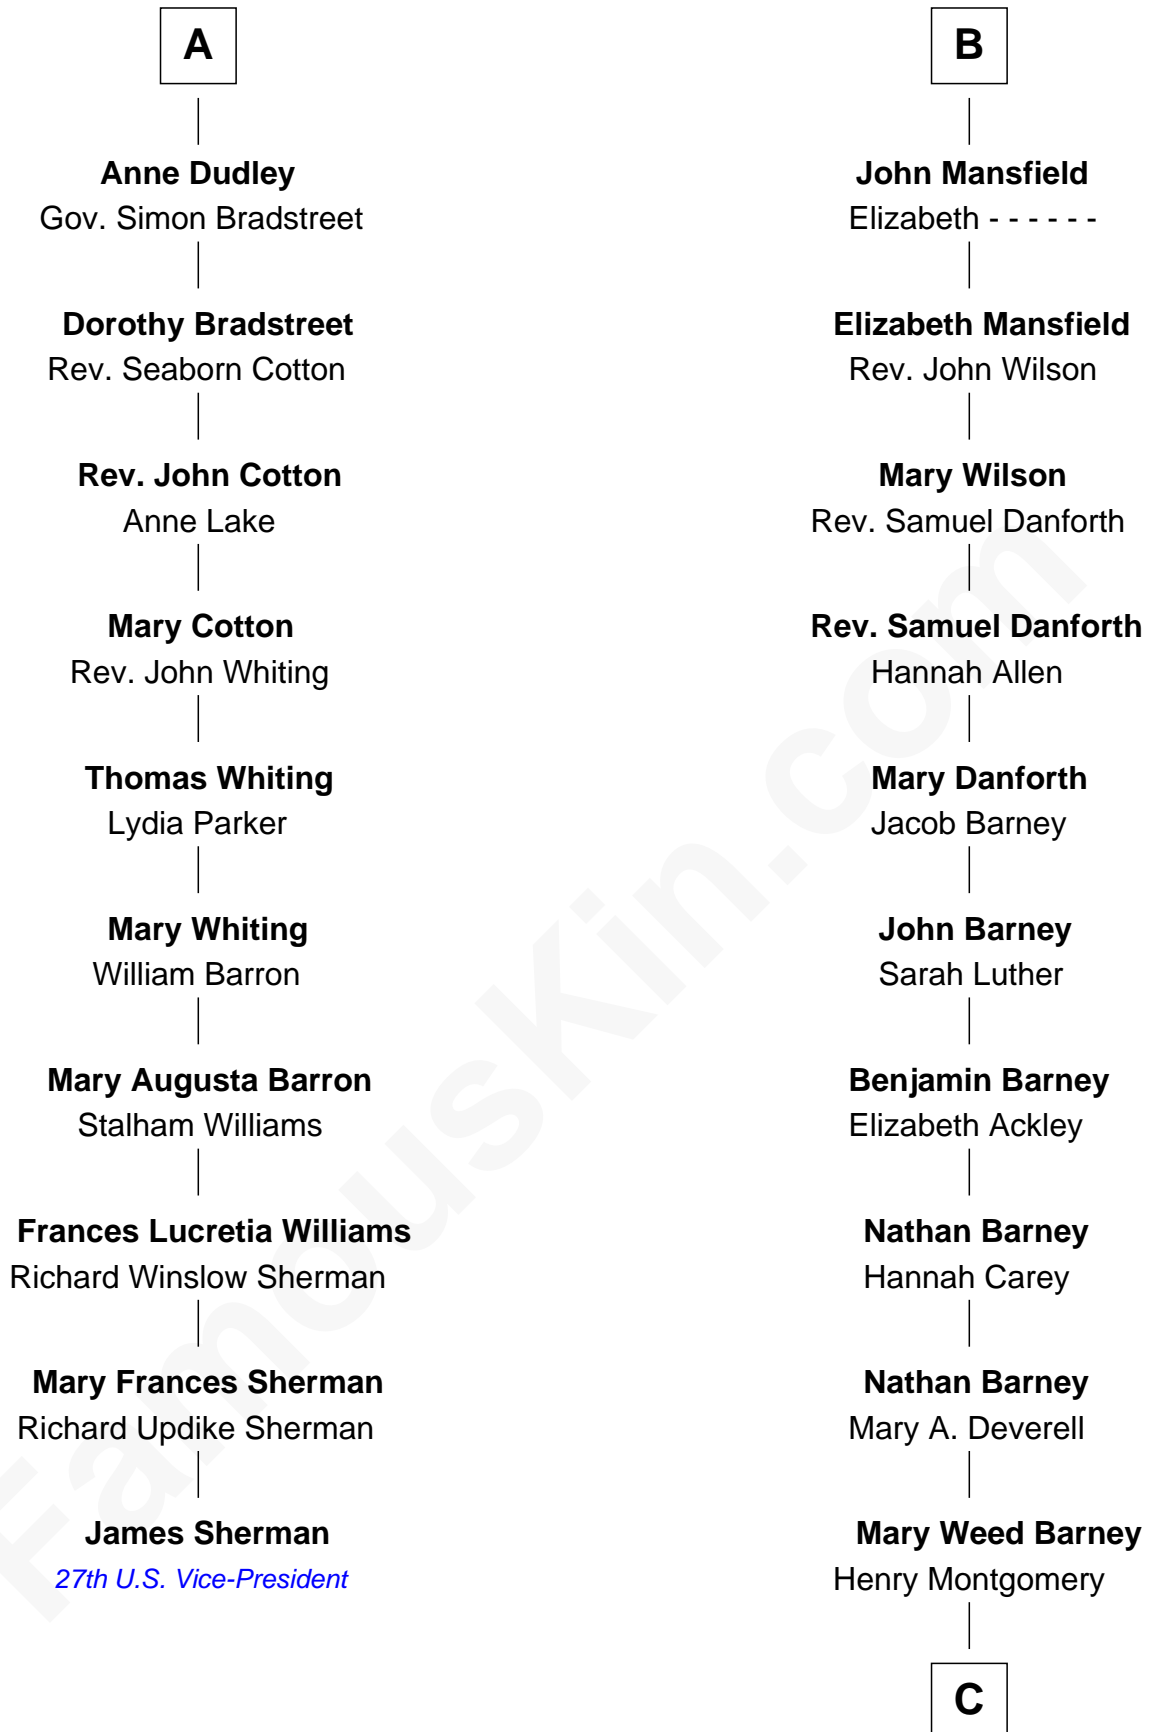 A
Anne Dudley
Gov. Simon Bradstreet
Dorothy Bradstreet
Rev. Seaborn Cotton
Rev. John Cotton
Anne Lake
Mary Cotton
Rev. John Whiting
Thomas Whiting
Lydia Parker
Mary Whiting
William Barron
Mary Augusta Barron
Stalham Williams
Frances Lucretia Williams
Richard Winslow Sherman
Mary Frances Sherman
Richard Updike Sherman
James Sherman
27th U.S. Vice-President
B
John Mansfield
Elizabeth - - - - - -
Elizabeth Mansfield
Rev. John Wilson
Mary Wilson
Rev. Samuel Danforth
Rev. Samuel Danforth
Hannah Allen
Mary Danforth
Jacob Barney
John Barney
Sarah Luther
Benjamin Barney
Elizabeth Ackley
Nathan Barney
Hannah Carey
Nathan Barney
Mary A. Deverell
Mary Weed Barney
Henry Montgomery
C
FamousKin.com